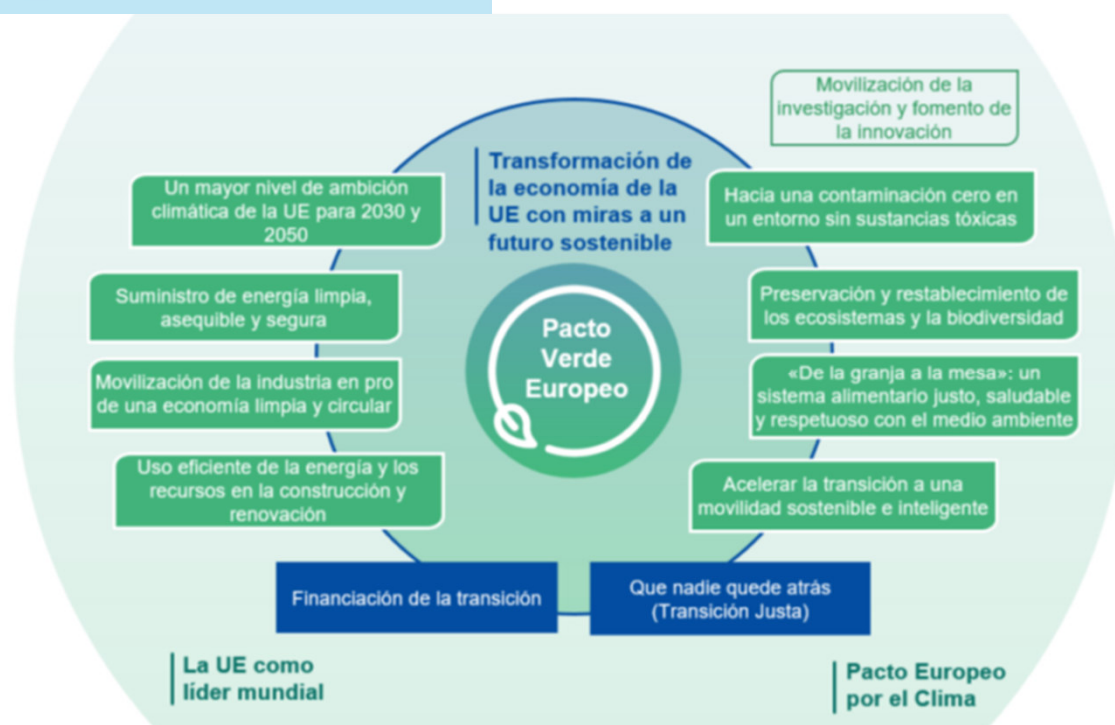 Movilización de la
investigación y fomento de
la innovación
Transformación de
la economía de la
UE con miras a un
futuro sostenible
Un mayor nivel de ambición
climática de la UE para 2030 y
2050
Hacia una contaminación cero en
un entorno sin sustancias tóxicas
Suministro de energía limpia,
asequible y segura
Preservación y restablecimiento de
los ecosistemas y la biodiversidad
Pacto
Verde
Europeo
Movilización de la industria en pro
de una economía limpia y circular
«De la granja a la mesa»: un
sistema alimentario justo, saludable
y respetuoso con el medio ambiente
Uso eficiente de la energía y los
recursos en la construcción y
renovación
Acelerar la transición a una
movilidad sostenible e inteligente
Financiación de la transición
Que nadie quede atrás
(Transición Justa)
La UE como
líder mundial
Pacto Europeo
por el Clima